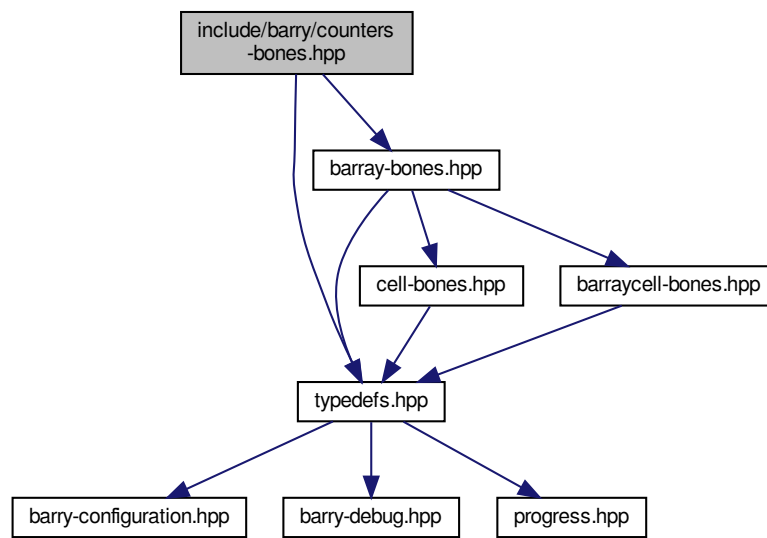 include/barry/counters
-bones.hpp
barray-bones.hpp
cell-bones.hpp
barraycell-bones.hpp
typedefs.hpp
barry-configuration.hpp
barry-debug.hpp
progress.hpp